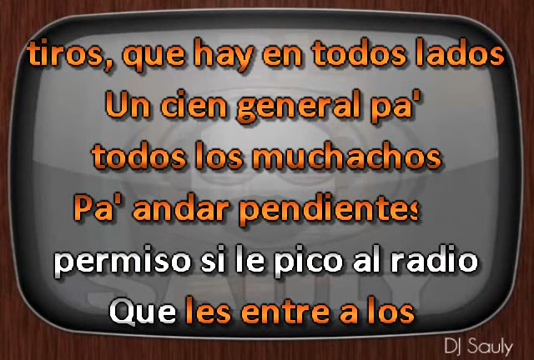 tiros, que hay en todos lados
Un cien general pa'
todos los muchachos
Pa' andar pendientes
permiso si le pico al radio
Que les entre a los
SAULY
DJ Sauly